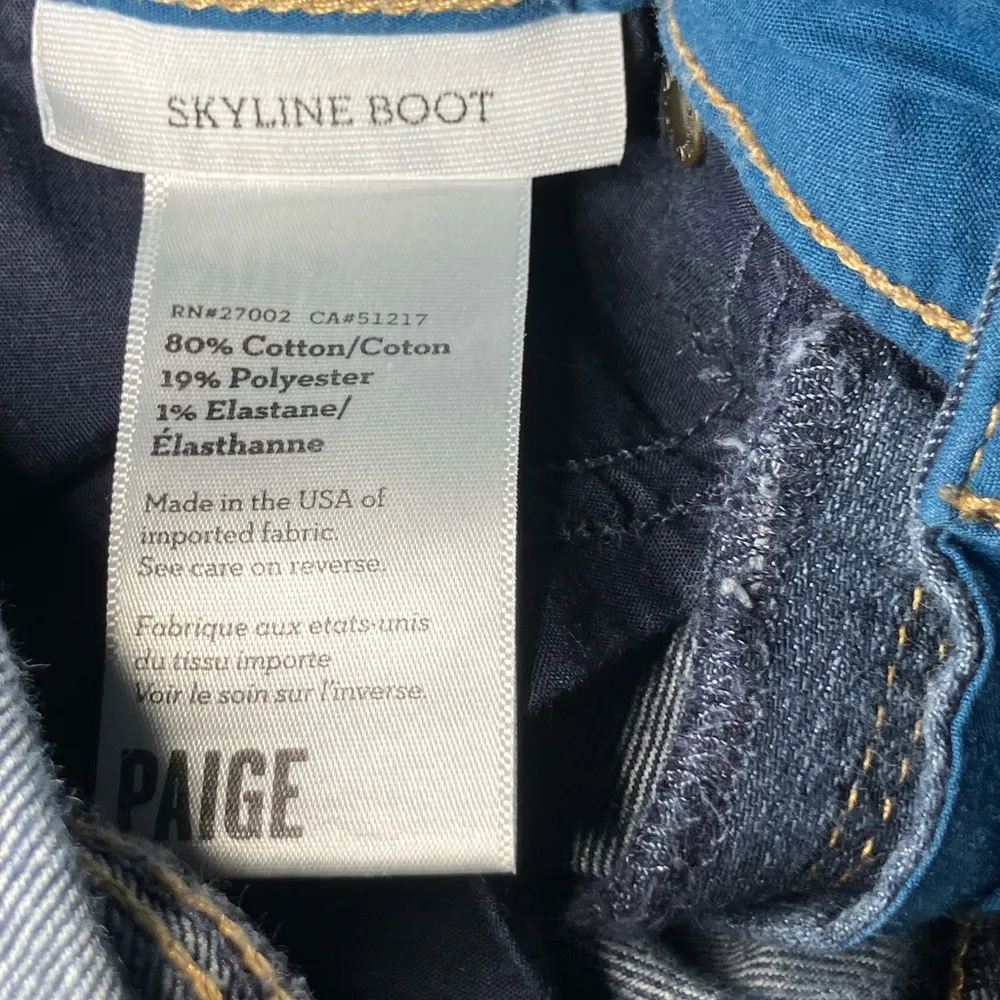 SKYLINE BOOT
RN#27002 CA#51217
80% Cotton/Coton
19% Polyester
1% Elastane/
Élasthanne
Made in the USA of
imported fabric.
See care on reverse.
Fabrique aux etats-unis
du tissu importe
Voir le soin sur l'inverse.
PAIGE